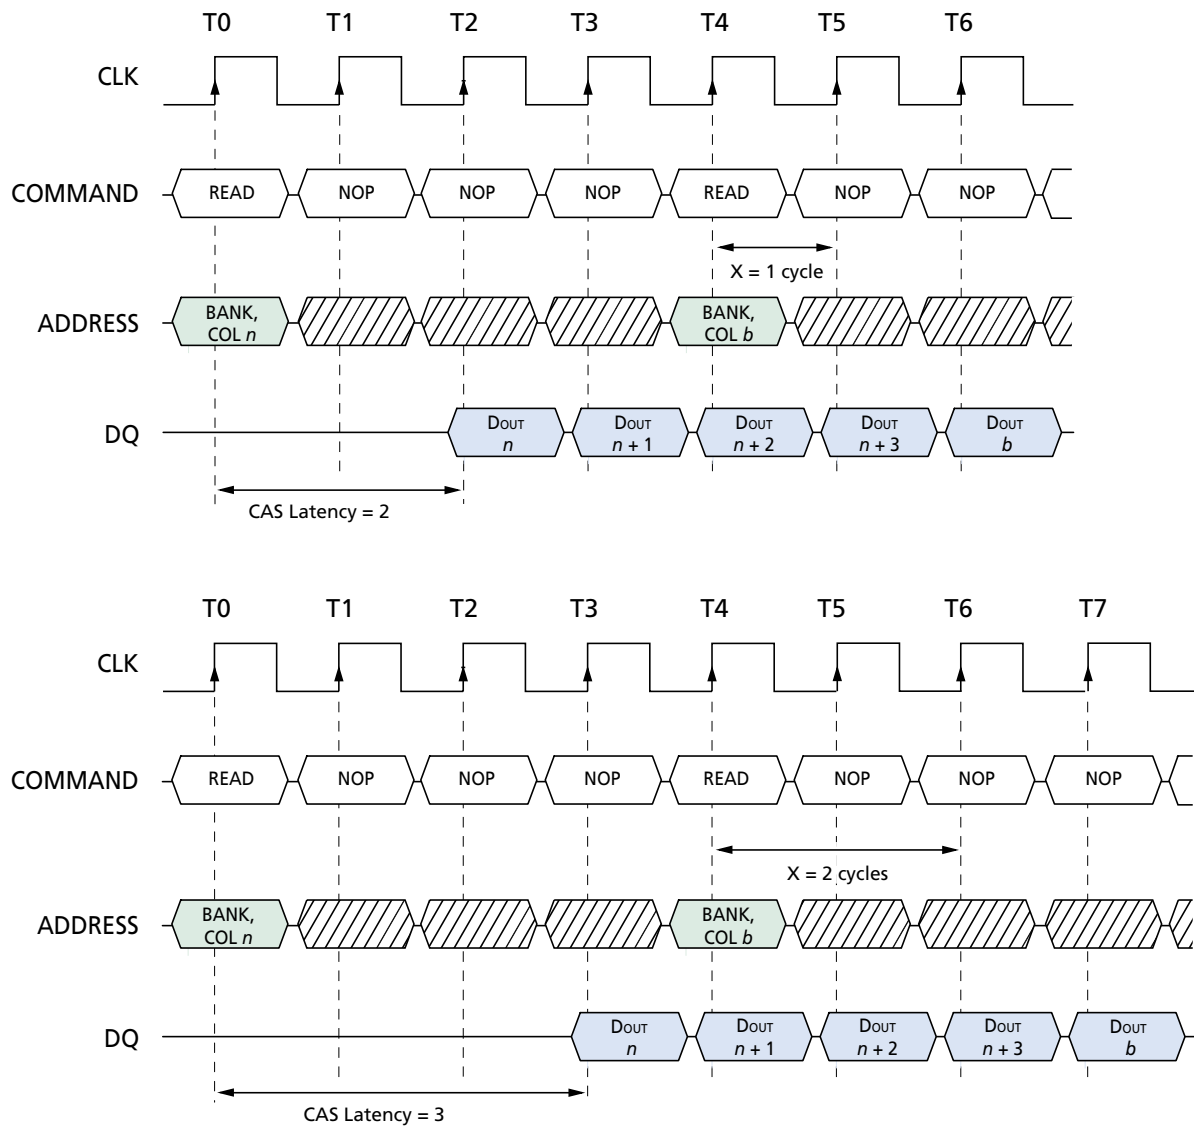 T0 T1 T2 T3 T4 T5 T6
CLK
COMMAND READ NOP NOP NOP READ NOP NOP
X = 1 cycle
ADDRESS BANK, COL n BANK, COL b
DQ DOUT n DOUT n + 1 DOUT n + 2 DOUT n + 3 DOUT b
CAS Latency = 2
T0 T1 T2 T3 T4 T5 T6 T7
CLK
COMMAND READ NOP NOP NOP READ NOP NOP NOP
X = 2 cycles
ADDRESS BANK, COL n BANK, COL b
DQ DOUT n DOUT n + 1 DOUT n + 2 DOUT n + 3 DOUT b
CAS Latency = 3